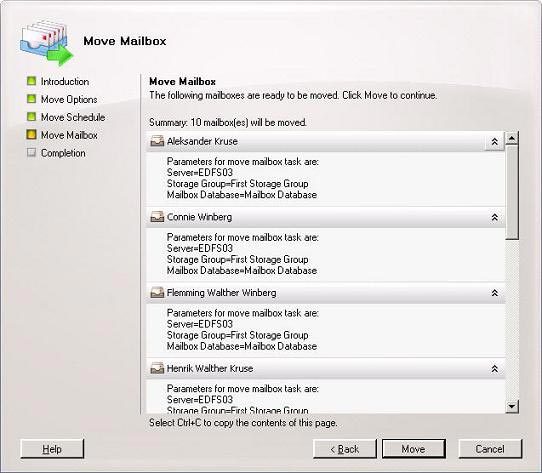 Move Mailbox
Introduction
Move Options
Move Schedule
Move Mailbox
Completion
Move Mailbox
The following mailboxes are ready to be moved. Click Move to continue.
Summary: 10 mailbox(es) will be moved.
Aleksander Kruse
Parameters for move mailbox task are:
Server=EDFS03
Storage Group=First Storage Group
Mailbox Database=Mailbox Database
Connie Winberg
Parameters for move mailbox task are:
Server=EDFS03
Storage Group=First Storage Group
Mailbox Database=Mailbox Database
Flemming Walther Winberg
Parameters for move mailbox task are:
Server=EDFS03
Storage Group=First Storage Group
Mailbox Database=Mailbox Database
Henrik Walther Kruse
Parameters for move mailbox task are:
Server=EDFS03
Storage Group=First Storage Group
Select Ctrl+C to copy the contents of this page.
Help
< Back
Move
Cancel